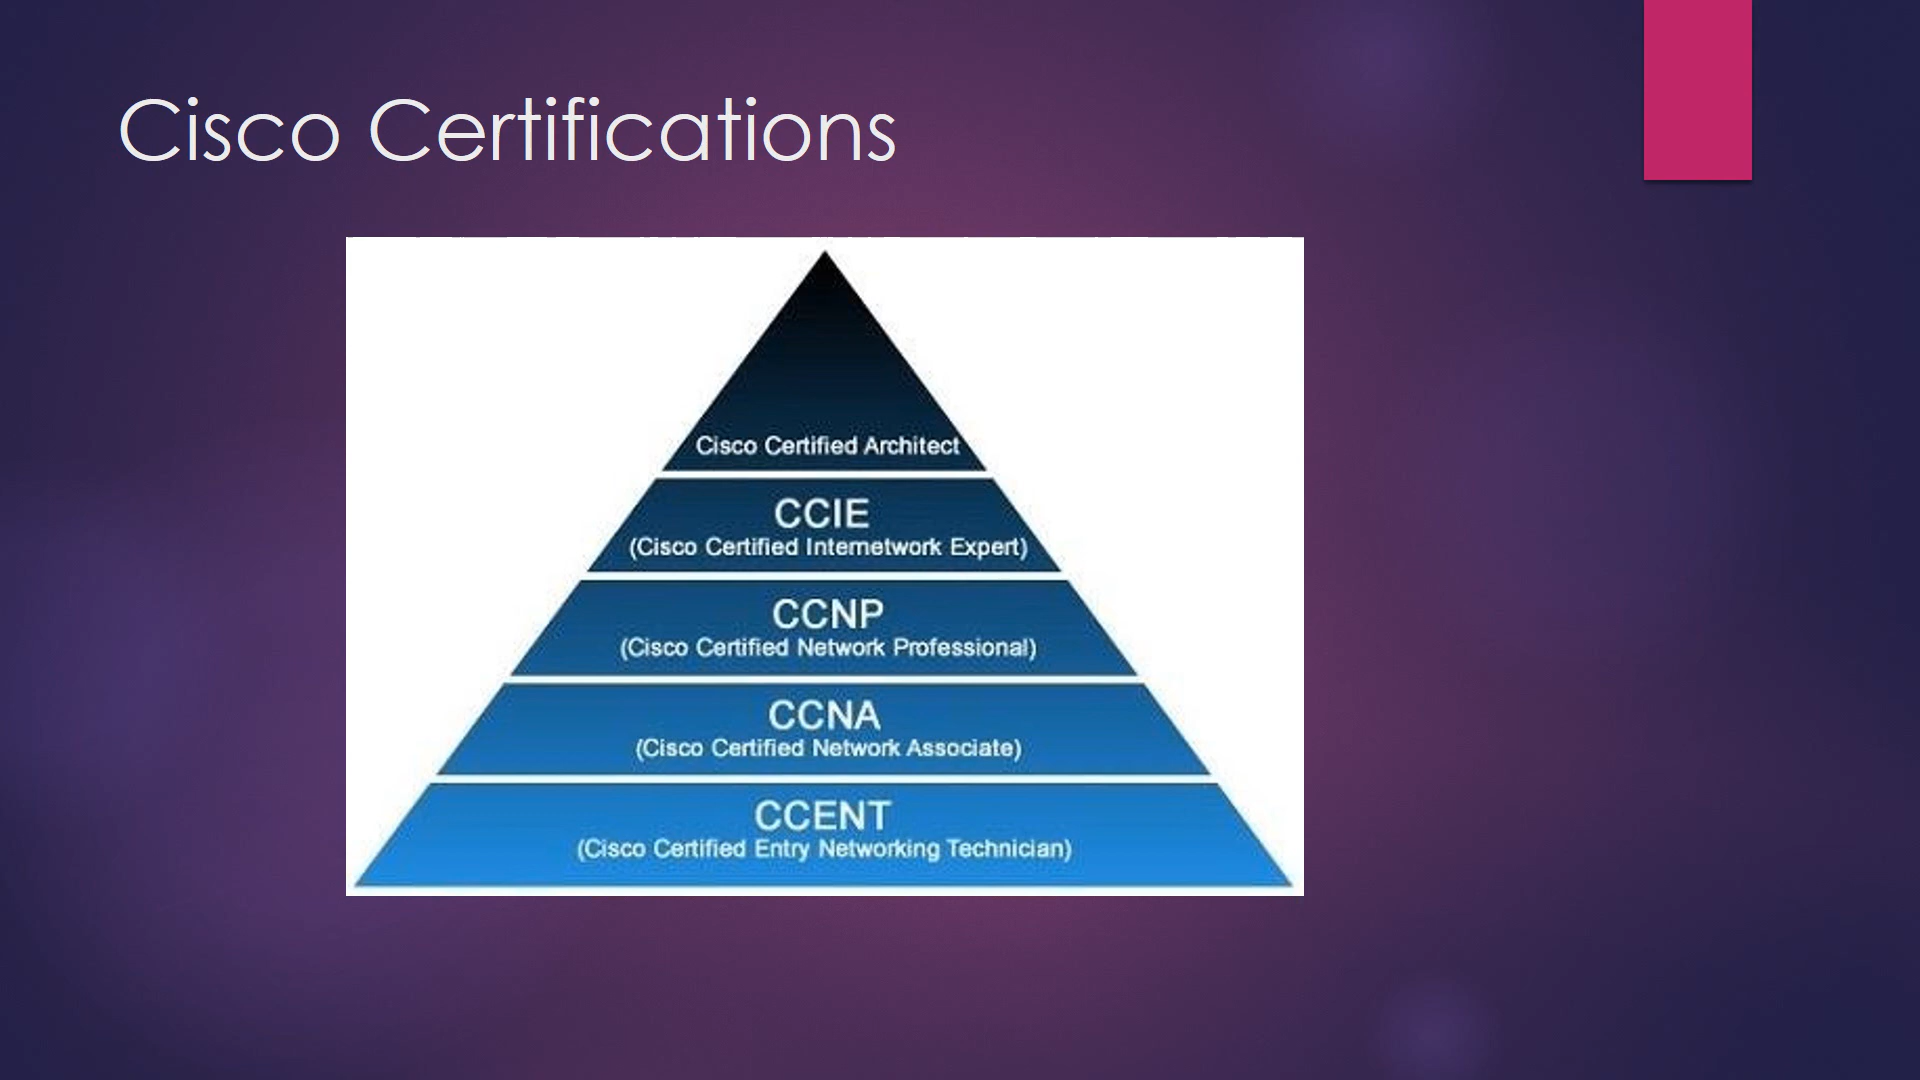 Cisco Certifications
Cisco Certified Architect
CCIE
(Cisco Certified Internetwork Expert)
CCNP
(Cisco Certified Network Professional)
CCNA
(Cisco Certified Network Associate)
CCENT
(Cisco Certified Entry Networking Technician)